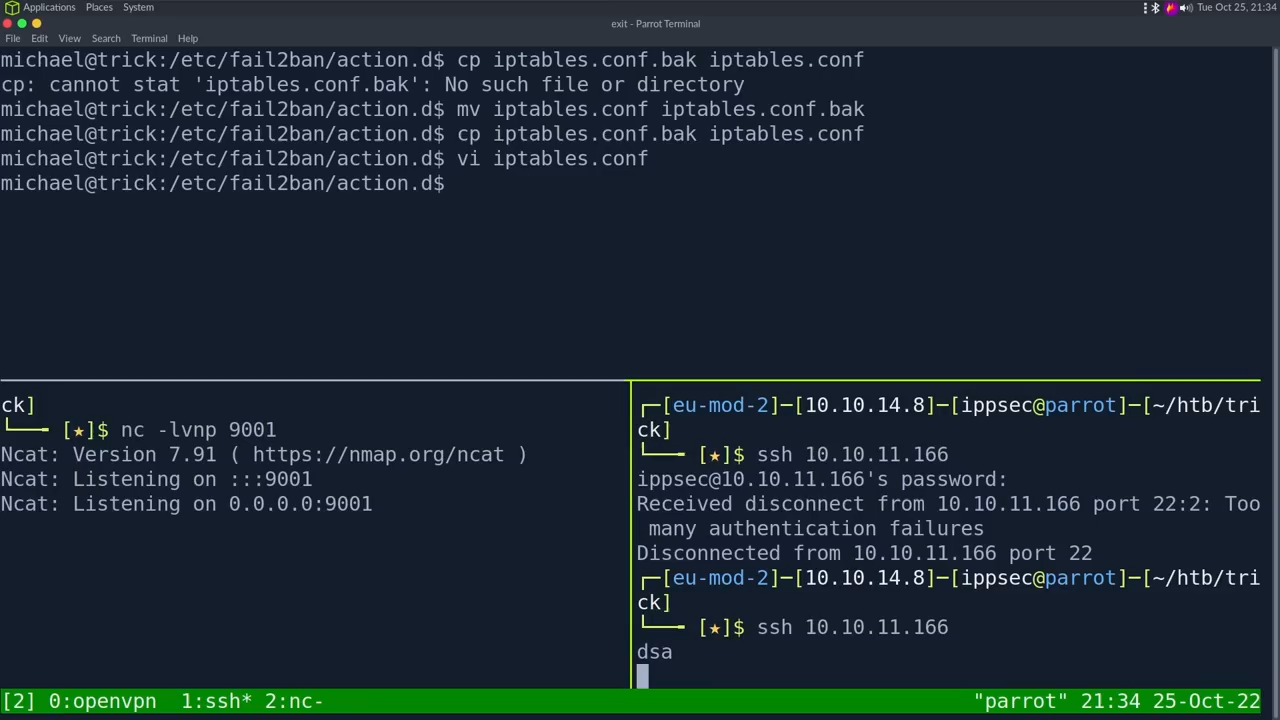 Applications Places System
Tue Oct 25, 21:34
exit - Parrot Terminal
File Edit View Search Terminal Help
michael@trick:/etc/fail2ban/action.d$ cp iptables.conf.bak iptables.conf
cp: cannot stat 'iptables.conf.bak': No such file or directory
michael@trick:/etc/fail2ban/action.d$ mv iptables.conf iptables.conf.bak
michael@trick:/etc/fail2ban/action.d$ cp iptables.conf.bak iptables.conf
michael@trick:/etc/fail2ban/action.d$ vi iptables.conf
michael@trick:/etc/fail2ban/action.d$
ck]
└── [★]$ nc -lvnp 9001
Ncat: Version 7.91 ( https://nmap.org/ncat )
Ncat: Listening on :::9001
Ncat: Listening on 0.0.0.0:9001
┌─[eu-mod-2]─[10.10.14.8]─[ippsec@parrot]─[~/htb/tri
ck]
└── [★]$ ssh 10.10.11.166
ippsec@10.10.11.166's password:
Received disconnect from 10.10.11.166 port 22:2: Too
many authentication failures
Disconnected from 10.10.11.166 port 22
┌─[eu-mod-2]─[10.10.14.8]─[ippsec@parrot]─[~/htb/tri
ck]
└── [★]$ ssh 10.10.11.166
dsa
[2] 0:openvpn 1:ssh* 2:nc- "parrot" 21:34 25-Oct-22